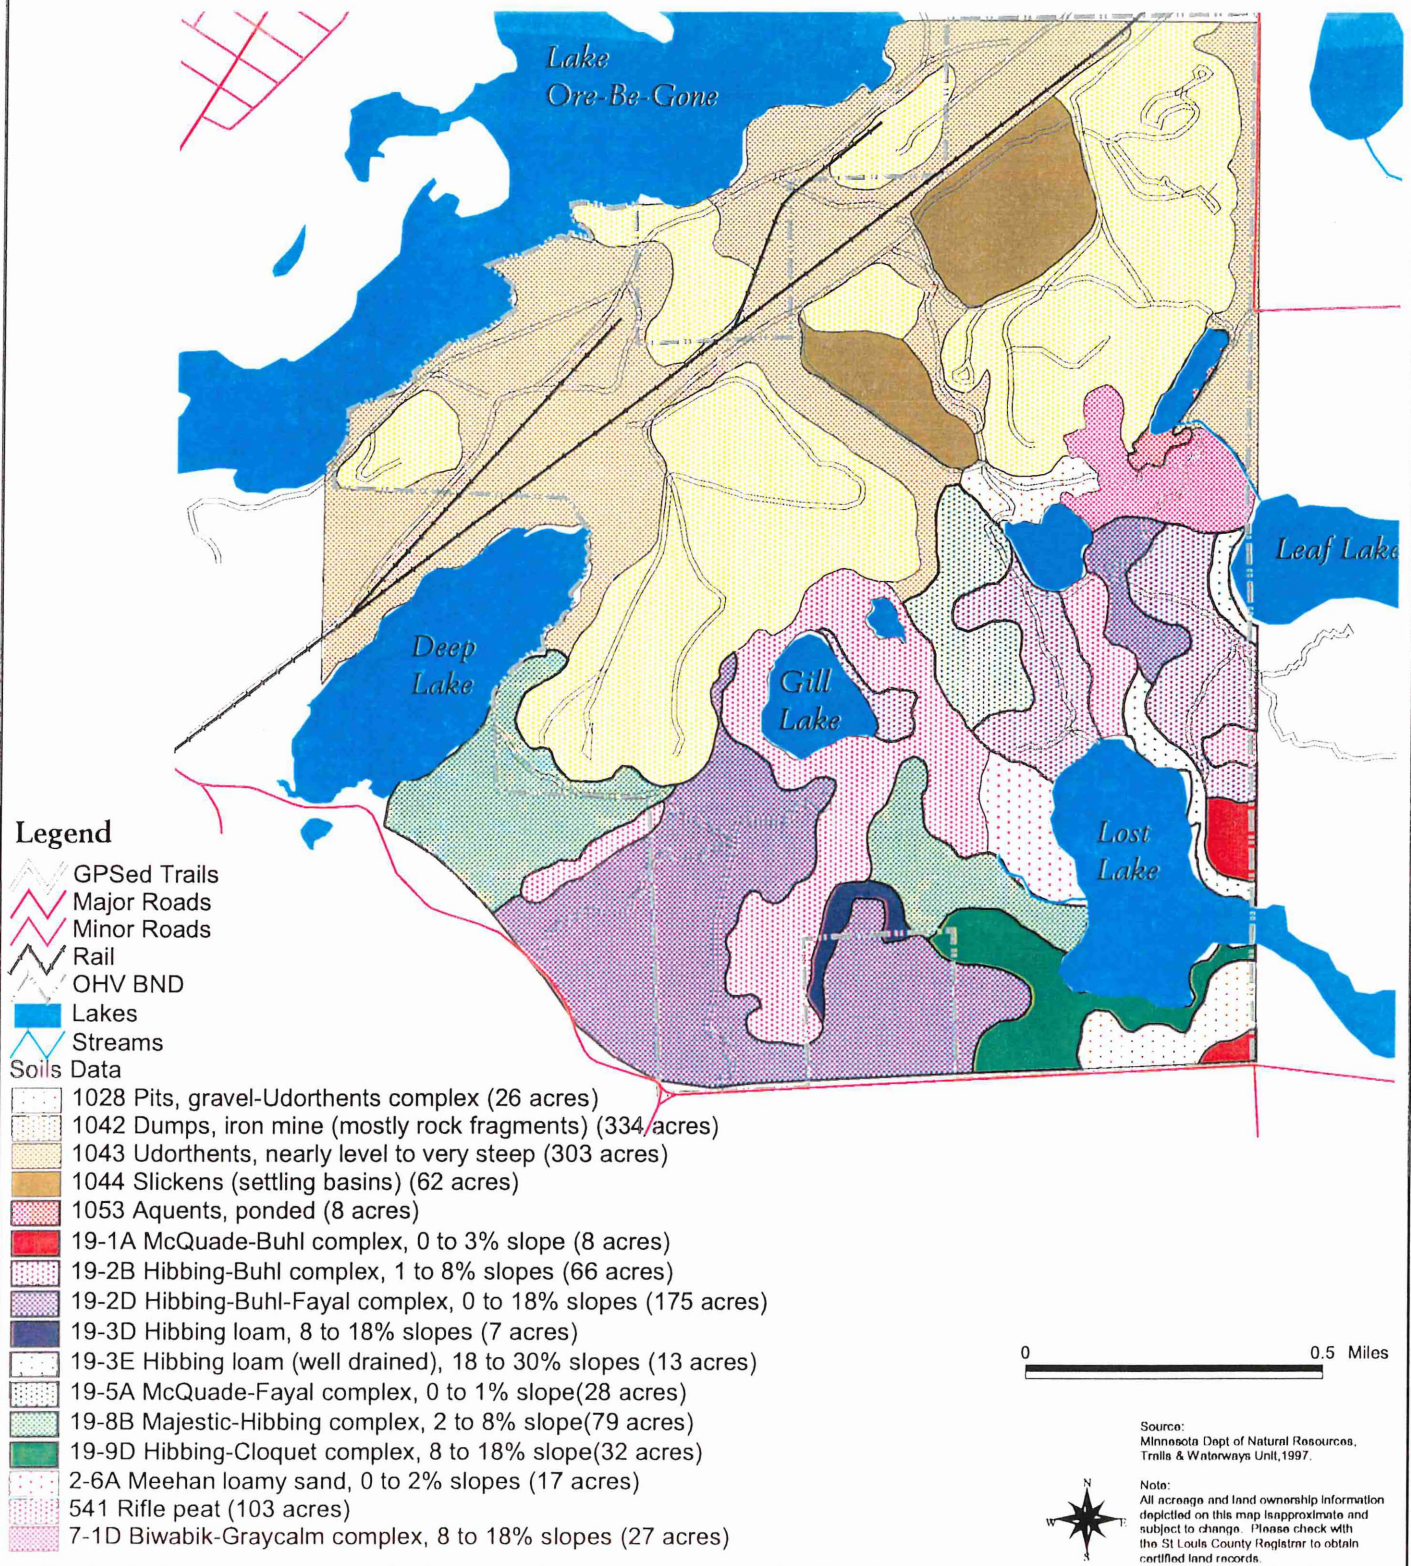 Lake
Ore-Be-Gone
Leaf Lake
Deep
Lake
Gill
Lake
Lost
Lake
Legend
GPSed Trails
Major Roads
Minor Roads
Rail
OHV BND
Lakes
Streams
Soils Data
1028 Pits, gravel-Udorthents complex (26 acres)
1042 Dumps, iron mine (mostly rock fragments) (334 acres)
1043 Udorthents, nearly level to very steep (303 acres)
1044 Slickens (settling basins) (62 acres)
1053 Aquents, ponded (8 acres)
19-1A McQuade-Buhl complex, 0 to 3% slope (8 acres)
19-2B Hibbing-Buhl complex, 1 to 8% slopes (66 acres)
19-2D Hibbing-Buhl-Fayal complex, 0 to 18% slopes (175 acres)
19-3D Hibbing loam, 8 to 18% slopes (7 acres)
19-3E Hibbing loam (well drained), 18 to 30% slopes (13 acres)
19-5A McQuade-Fayal complex, 0 to 1% slope(28 acres)
19-8B Majestic-Hibbing complex, 2 to 8% slope(79 acres)
19-9D Hibbing-Cloquet complex, 8 to 18% slope(32 acres)
2-6A Meehan loamy sand, 0 to 2% slopes (17 acres)
541 Rifle peat (103 acres)
7-1D Biwabik-Graycalm complex, 8 to 18% slopes (27 acres)
0 0.5 Miles
Source:
Minnesota Dept of Natural Resources,
Trails & Waterways Unit,1997.
Note:
All acreage and land ownership information
depictled on this map isapproximate and
subject to change. Please check with
the St Louis County Registrar to obtain
certified land records.
N
W E
S